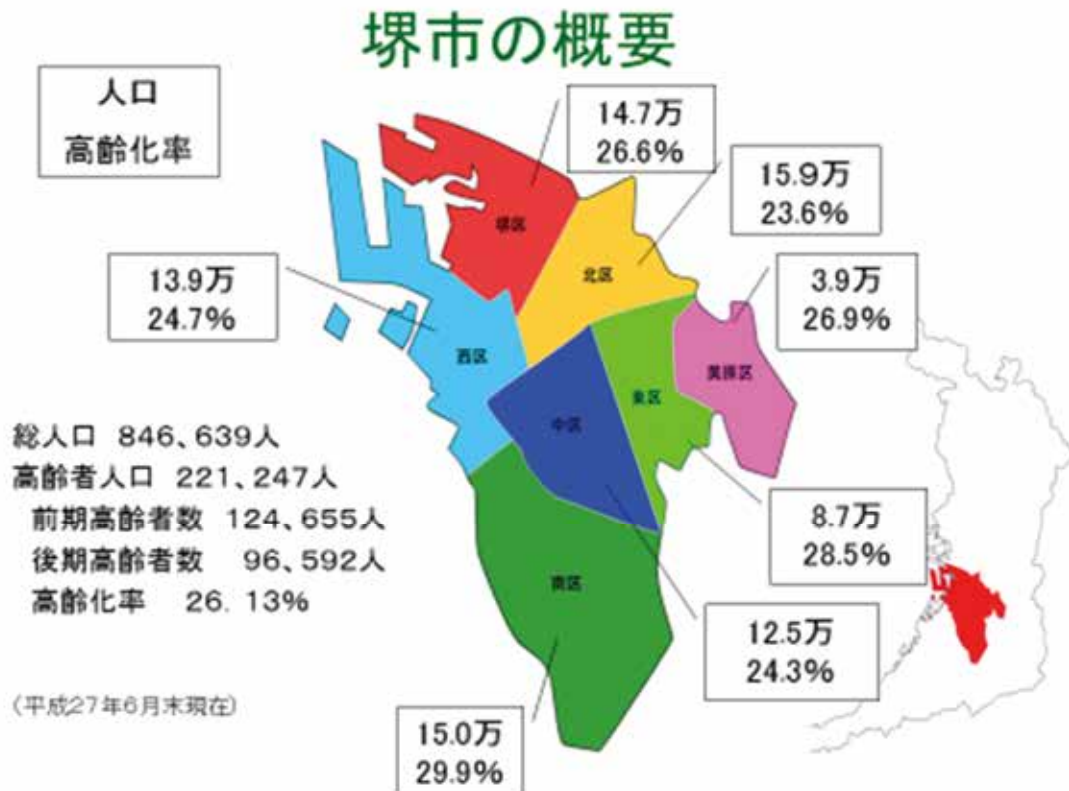 堺市の概要
人口
高齢化率
14.7万
26.6%
15.9万
23.6%
13.9万
24.7%
3.9万
26.9%
堺区
北区
西区
美原区
東区
中区
南区
総人口 846、639人
高齢者人口 221、247人
前期高齢者数 124、655人
後期高齢者数 96、592人
高齢化率 26.13%
8.7万
28.5%
12.5万
24.3%
(平成27年6月末現在)
15.0万
29.9%